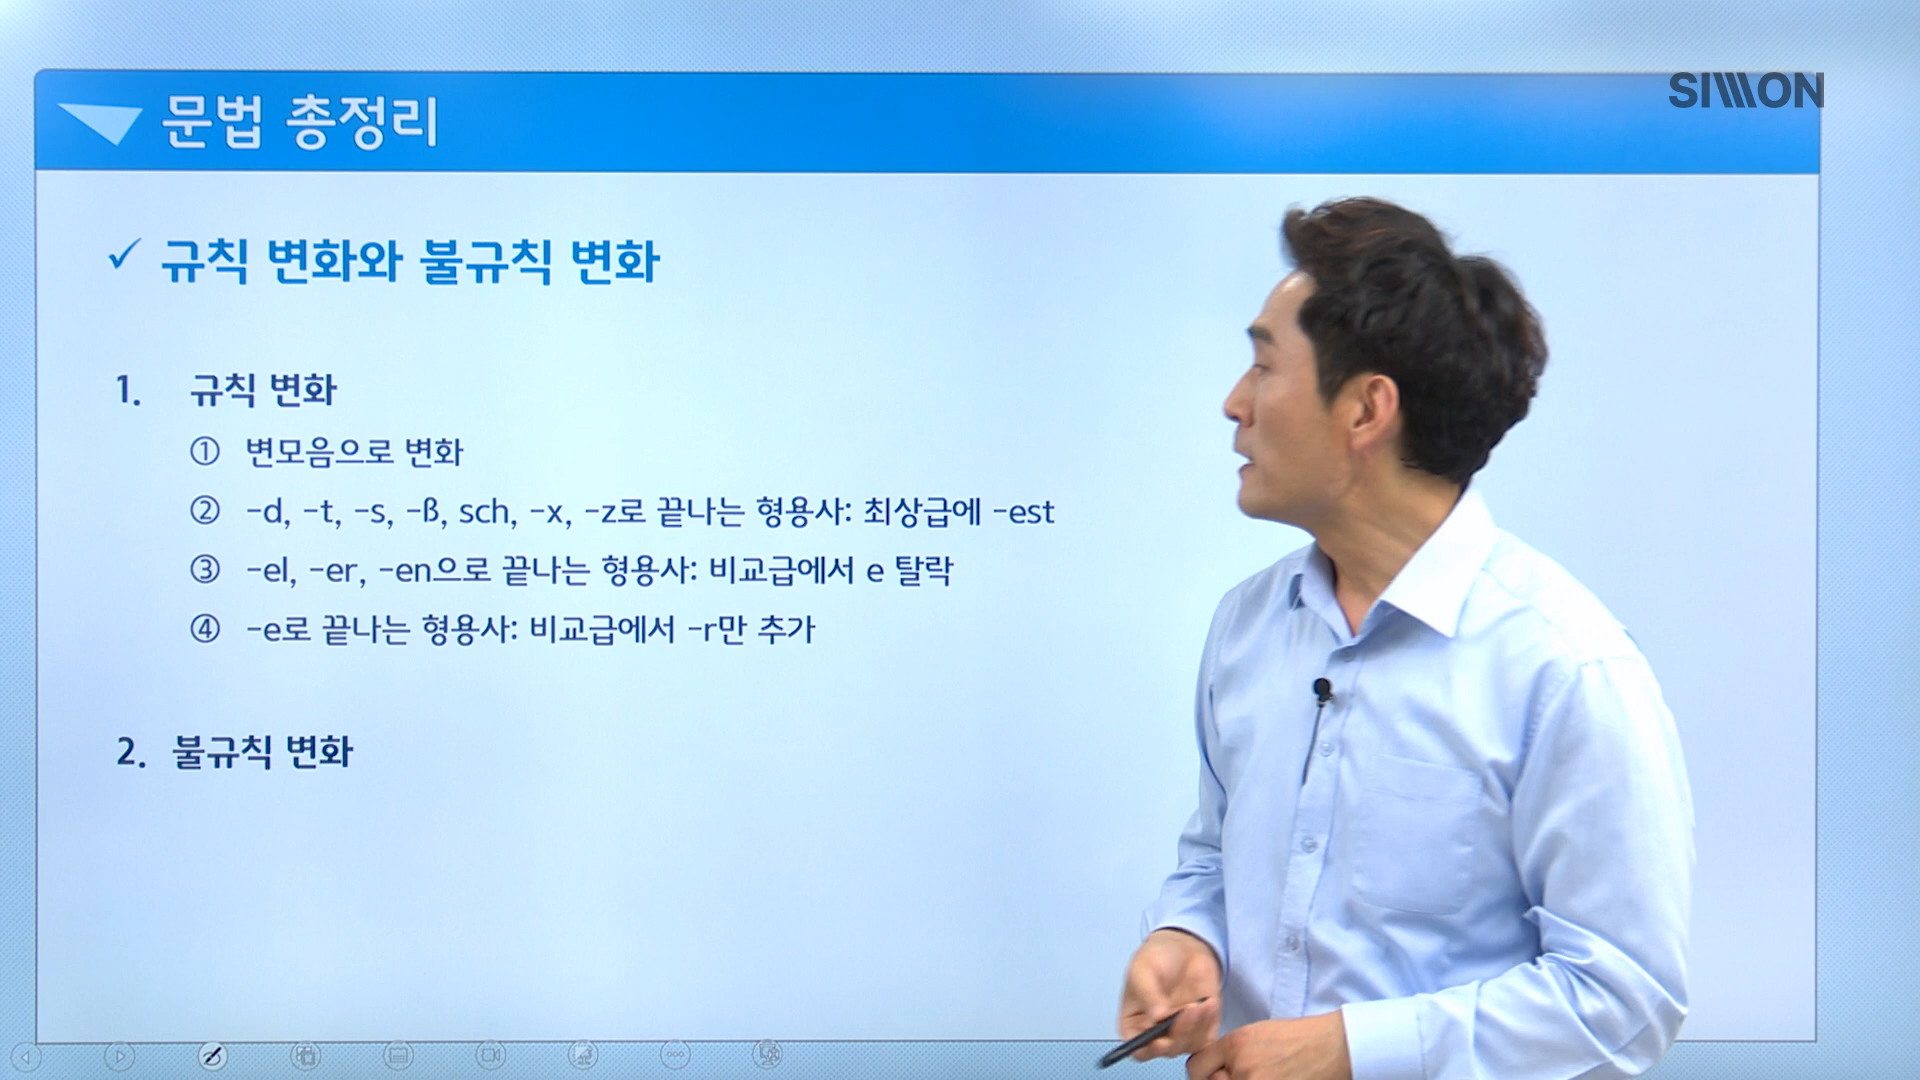 문법 총정리
SIWON
✓ 규칙 변화와 불규칙 변화
1. 규칙 변화
① 변모음으로 변화
② -d, -t, -s, -ß, sch, -x, -z로 끝나는 형용사: 최상급에 -est
③ -el, -er, -en으로 끝나는 형용사: 비교급에서 e 탈락
④ -e로 끝나는 형용사: 비교급에서 -r만 추가
2. 불규칙 변화